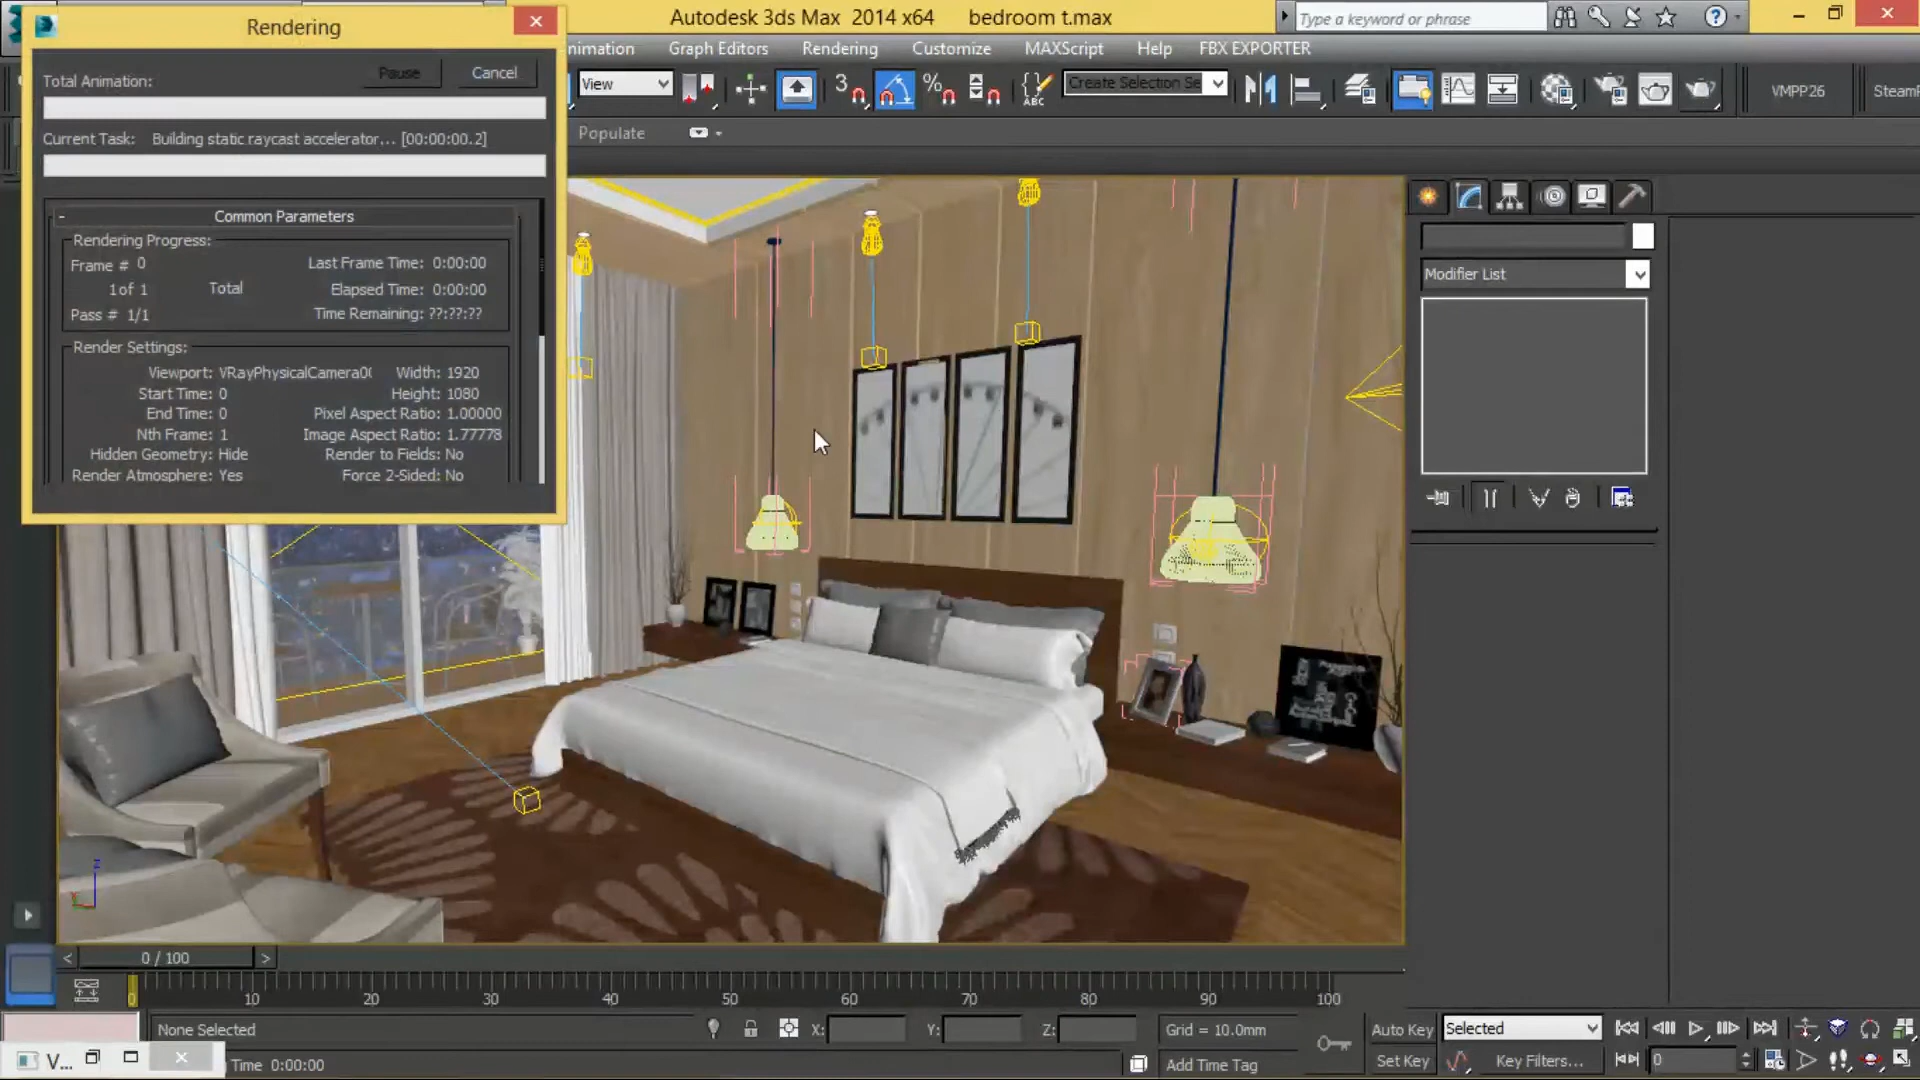 Rendering
Autodesk 3ds Max 2014 x64 bedroom t.max
Type a keyword or phrase
Graph Editors Rendering Customize MAXScript Help FBX EXPORTER
Total Animation:
Pause
Cancel
View
3
%
ABC
Create Selection Se
VMPP26
Current Task: Building static raycast accelerator... [00:00:00.2]
Populate
Common Parameters
Rendering Progress:
Frame # 0
Last Frame Time: 0:00:00
1 of 1 Total
Elapsed Time: 0:00:00
Pass # 1/1
Time Remaining: ??:??:??
Render Settings:
Width: 1920
Viewport:
Start Time: 0
Height: 1080
End Time: 0
Pixel Aspect Ratio: 1.00000
Nth Frame: 1
Image Aspect Ratio: 1.77778
Hidden Geometry: Hide
Render to Fields: No
Render Atmosphere: Yes
Force 2-Sided: No
Modifier List
z
< 0 / 100 >
0 10 20 30 40 50 60 70 80 90 100
None Selected
X: Y: Z:
Grid = 10.0mm
Auto Key
Selected
V...
Time 0:00:00
Add Time Tag
Set Key
Key Filters...
0